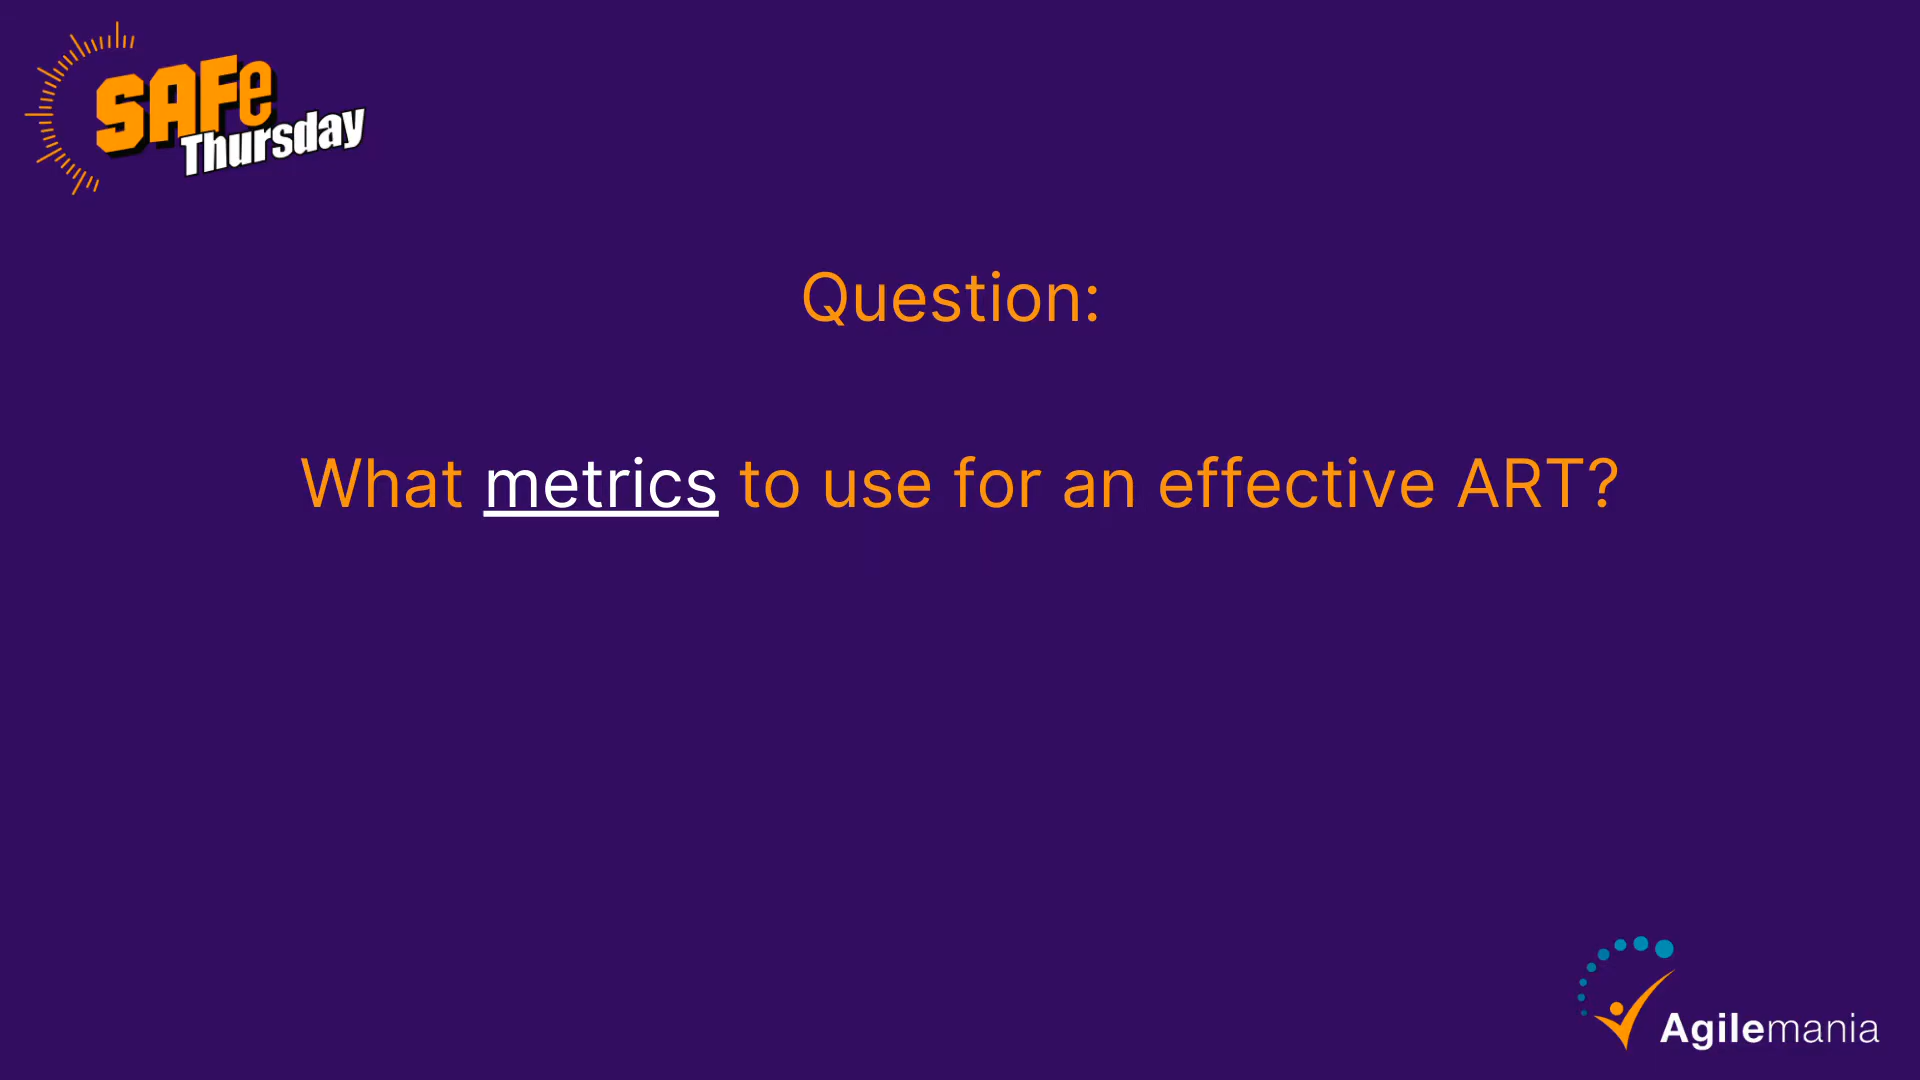 SAFe
Thursday
Question:
What metrics to use for an effective ART?
Agilemania